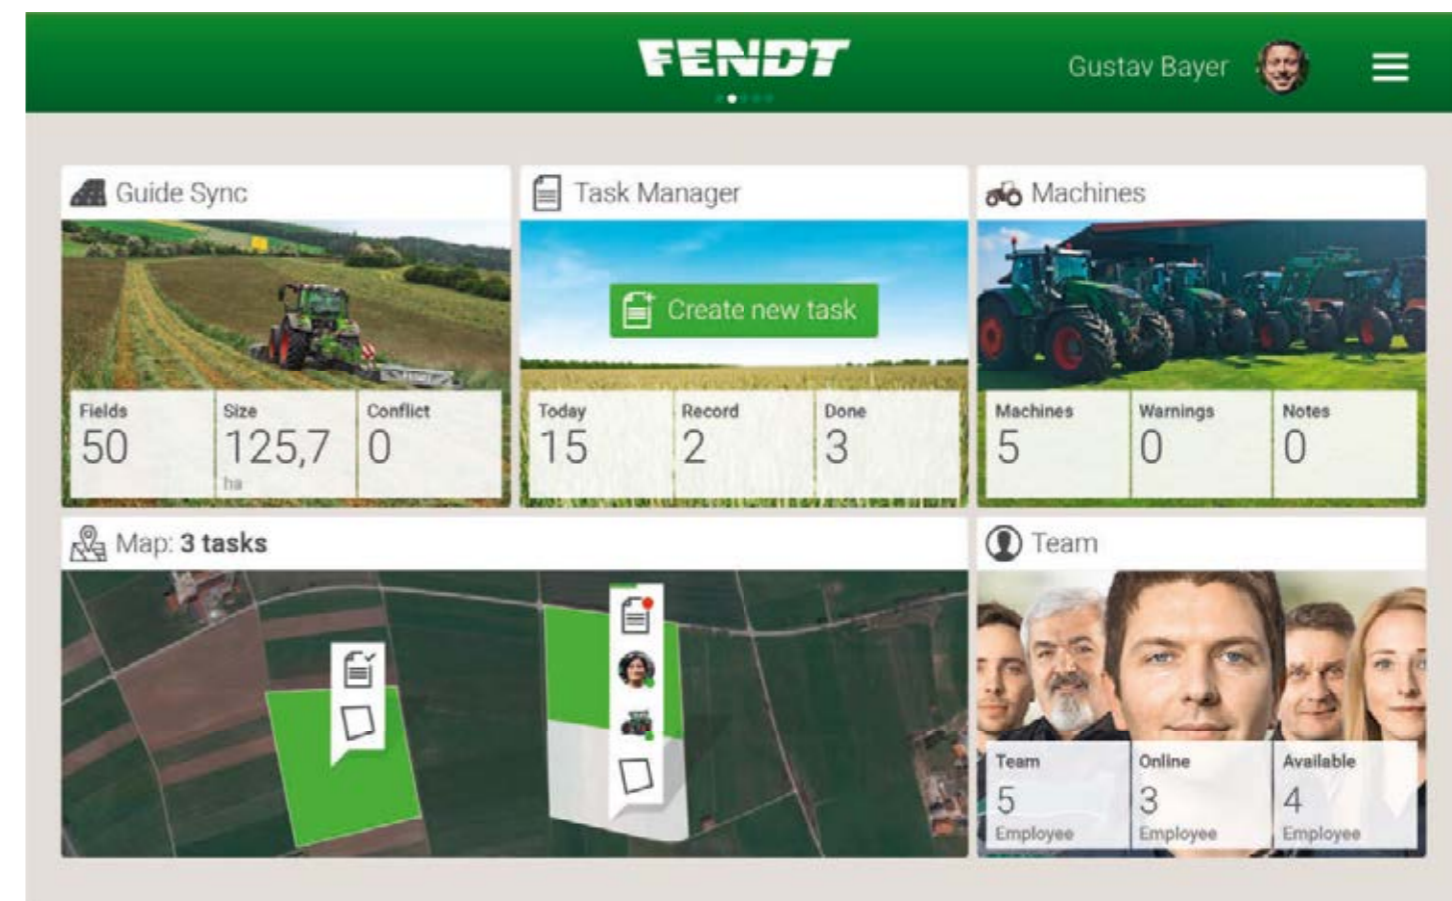 FENDT
Gustav Bayer
Guide Sync
Task Manager
Machines
Create new task
Fields
Size
Conflict
50
125,7
0
ha
Today
Record
Done
15
2
3
Machines
Warnings
Notes
5
0
0
Map: 3 tasks
Team
Team
Online
Available
5
3
4
Employee
Employee
Employee